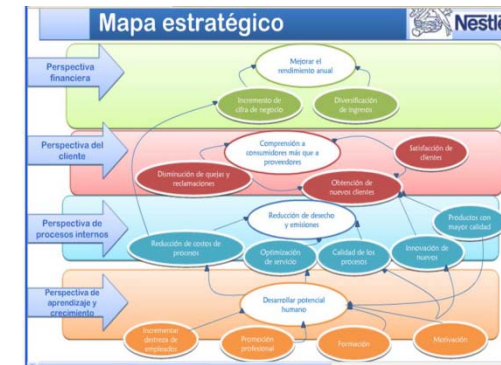 Mapa estratégico
Nestlé
Perspectiva
financiera
Mejorar el
rendimiento anual
Incremento de
cifra de negocio
Diversificación
de ingresos
Perspectiva del
cliente
Comprensión a
consumidores más que a
proveedores
Satisfacción de
clientes
Disminución de quejas y
reclamaciones
Obtención de
nuevos clientes
Perspectiva de
procesos internos
Reducción de desecho
y emisiones
Productos con
mayor calidad
Reducción de costos de
procesos
Optimización
de servicio
Calidad de los
procesos
Innovación de
nuevos
Perspectiva de
aprendizaje y
crecimiento
Desarrollar potencial
humano
Incrementar
destreza de
empleados
Promoción
profesional
Formación
Motivación